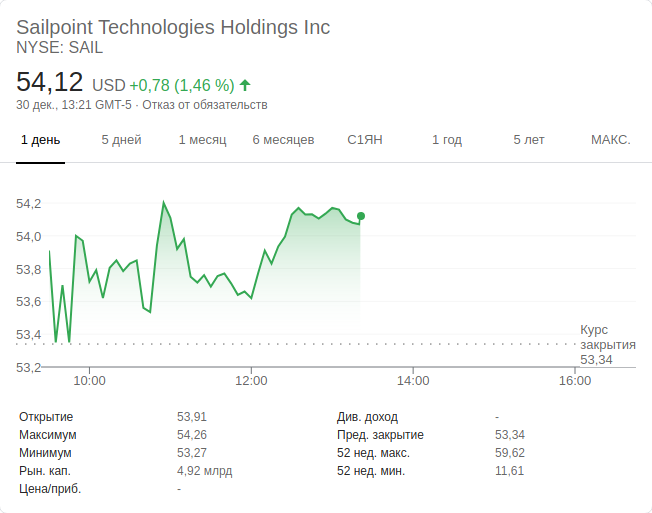 Sailpoint Technologies Holdings Inc
NYSE: SAIL
54,12 USD +0,78 (1,46 %)
30 дек., 13:21 GMT-5 · Отказ от обязательств
1 день 5 дней 1 месяц 6 месяцев С1ЯН 1 год 5 лет МАКС.
54,2
54,0
53,8
53,6
53,4
53,2
Курс
закрытия
53,34
10:00 12:00 14:00 16:00
Открытие 53,91 Див. доход -
Максимум 54,26 Пред. закрытие 53,34
Минимум 53,27 52 нед. макс. 59,62
Рын. кап. 4,92 млрд 52 нед. мин. 11,61
Цена/приб. -